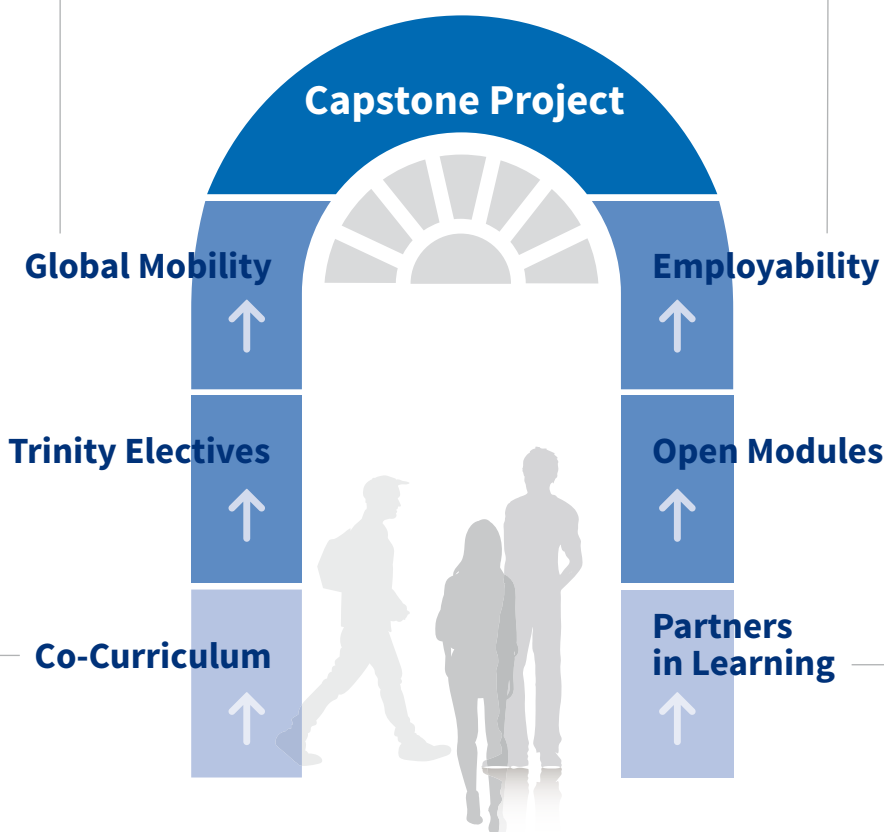 Capstone Project
Global Mobility
Employability
Trinity Electives
Open Modules
Co-Curriculum
Partners
in Learning